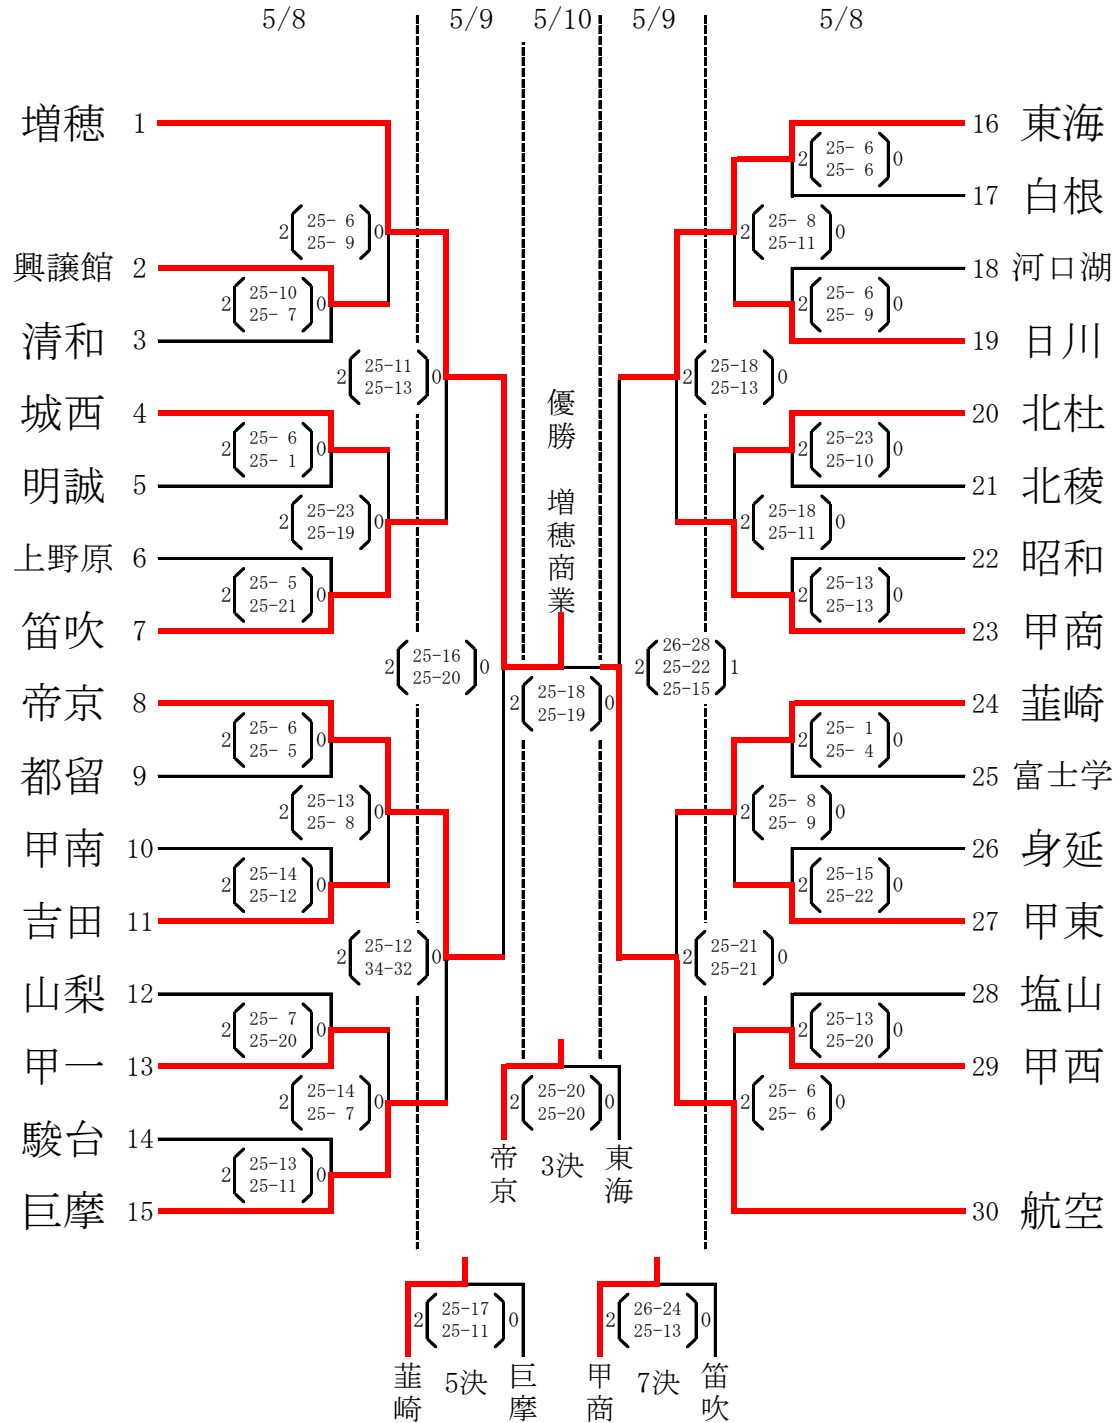 5/8 5/9 5/10 5/9 5/8
増穂 1
16 東海
2 25- 6 0
25- 6
17 白根
2 25- 6 0
25- 9
2 25- 8 0
25-11
興譲館 2
18 河口湖
2 25-10 0
25- 7
2 25- 6 0
25- 9
清和 3
19 日川
2 25-11 0
25-13
2 25-18 0
25-13
城西 4
20 北杜
2 25- 6 0
25- 1
2 25-23 0
25-10
明誠 5
21 北稜
2 25-23 0
25-19
2 25-18 0
25-11
上野原 6
22 昭和
2 25- 5 0
25-21
2 25-13 0
25-13
笛吹 7
23 甲商
優勝 増穂商業
2 25-16 0
25-20
2 26-28 1
25-22
25-15
2 25-18 0
25-19
帝京 8
24 韮崎
2 25- 6 0
25- 5
2 25- 1 0
25- 4
都留 9
25 富士学
2 25-13 0
25- 8
2 25- 8 0
25- 9
甲南 10
26 身延
2 25-14 0
25-12
2 25-15 0
25-22
吉田 11
27 甲東
2 25-12 0
34-32
2 25-21 0
25-21
山梨 12
28 塩山
2 25- 7 0
25-20
2 25-13 0
25-20
甲一 13
29 甲西
2 25-14 0
25- 7
2 25-20 0
25-20
2 25- 6 0
25- 6
駿台 14
帝京 3決 東海
2 25-13 0
25-11
巨摩 15
30 航空
2 25-17 0
25-11
2 26-24 0
25-13
韮崎 5決 巨摩
甲商 7決 笛吹